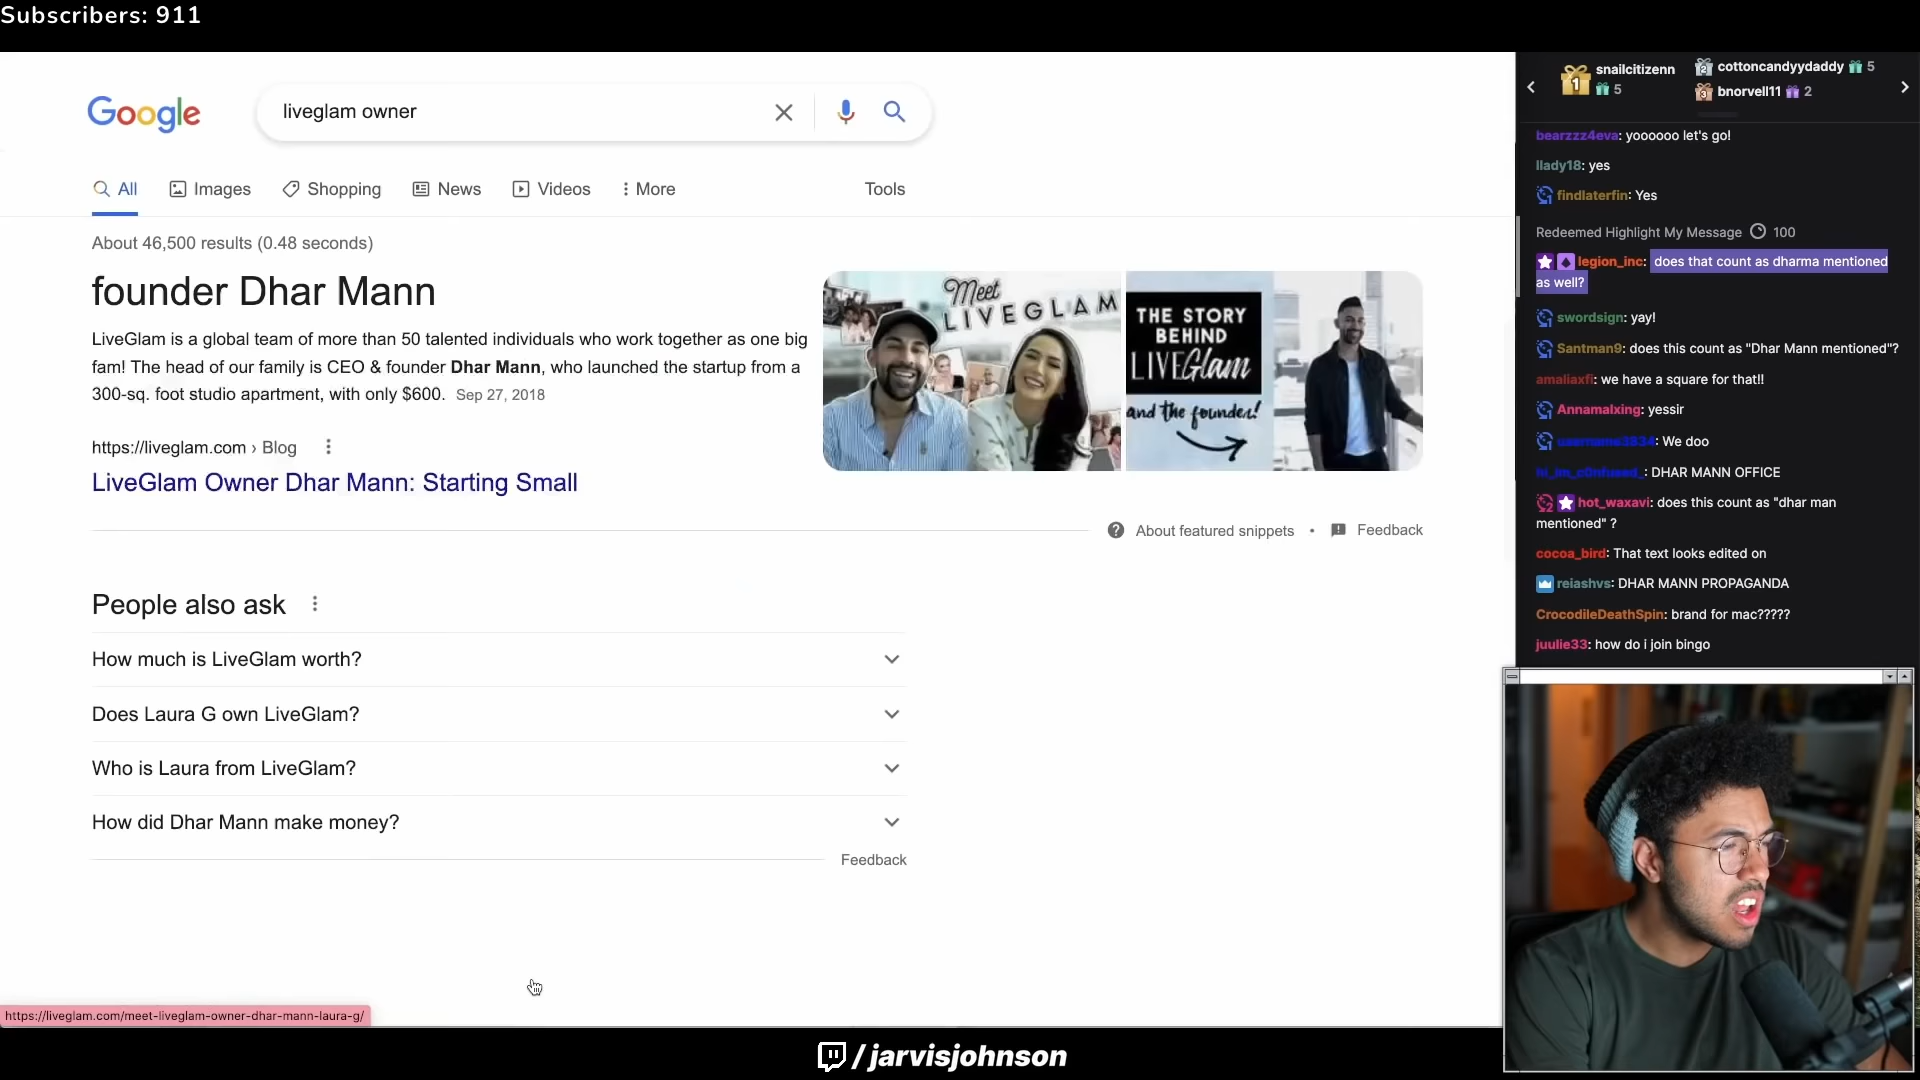 Subscribers: 911
Google
liveglam owner
All
Images
Shopping
News
Videos
More
Tools
About 46,500 results (0.48 seconds)
founder Dhar Mann
LiveGlam is a global team of more than 50 talented individuals who work together as one big
fam! The head of our family is CEO & founder Dhar Mann, who launched the startup from a
300-sq. foot studio apartment, with only $600. Sep 27, 2018
https://liveglam.com › Blog
LiveGlam Owner Dhar Mann: Starting Small
Meet
LIVEGLAM
THE STORY
BEHIND
LIVEGlam
and the founder!
About featured snippets • Feedback
People also ask
How much is LiveGlam worth?
Does Laura G own LiveGlam?
Who is Laura from LiveGlam?
How did Dhar Mann make money?
Feedback
https://liveglam.com/meet-liveglam-owner-dhar-mann-laura-g/
/jarvisjohnson
1 snailcitizenn
5
2 cottoncandyydaddy 5
3 bnorvell11 2
bearzzz4eva: yoooooo let's go!
llady18: yes
findlaterfin: Yes
Redeemed Highlight My Message 100
legion_inc: does that count as dharma mentioned
as well?
swordsign: yay!
Santman9: does this count as "Dhar Mann mentioned"?
amaliaxfi: we have a square for that!!
Annamalxing: yessir
username3834: We doo
: DHAR MANN OFFICE
hot_waxavi: does this count as "dhar man
mentioned" ?
cocoa_bird: That text looks edited on
reiashvs: DHAR MANN PROPAGANDA
CrocodileDeathSpin: brand for mac?????
juulie33: how do i join bingo